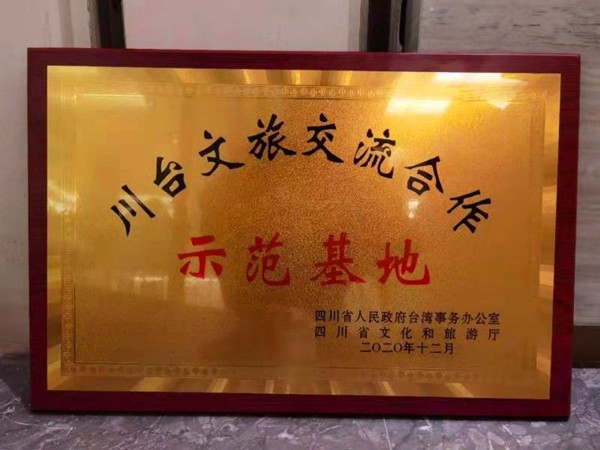 川台文旅交流合作
示范基地
四川省人民政府台湾事务办公室
四川省文化和旅游厅
二〇二〇年十二月